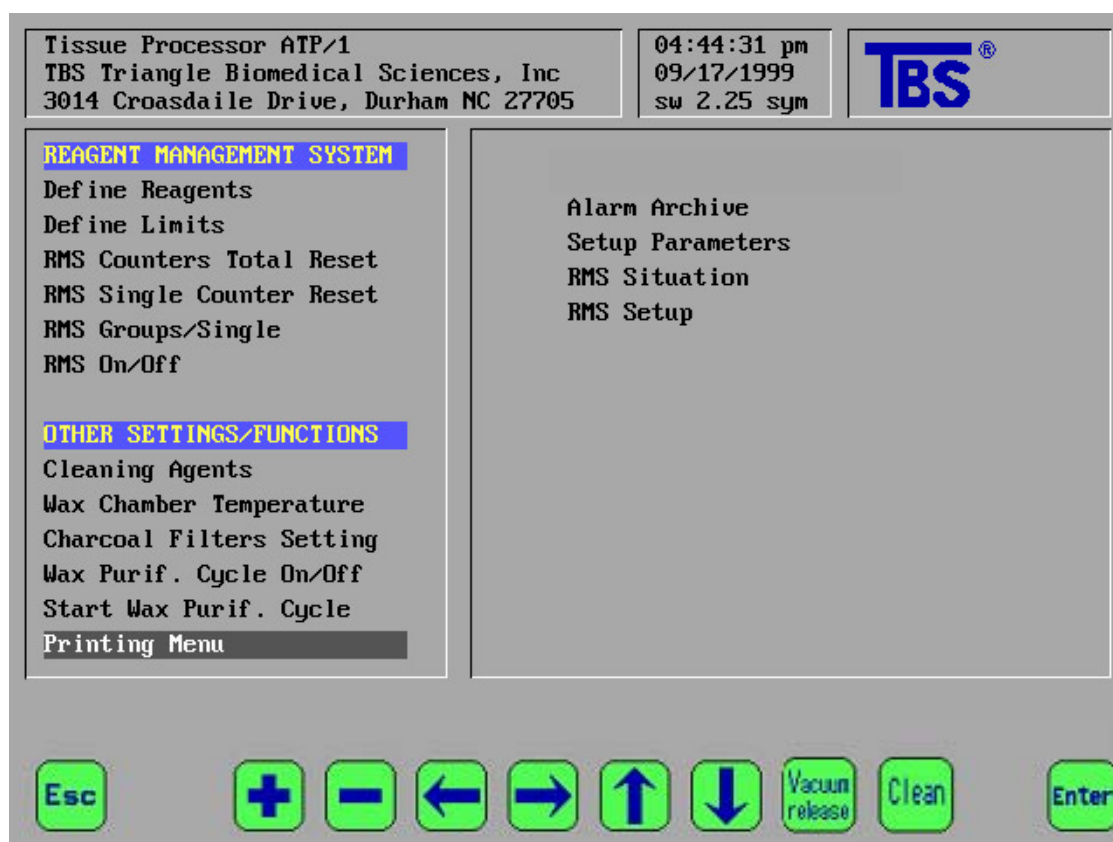 Tissue Processor ATP/1
TBS Triangle Biomedical Sciences, Inc
3014 Croasdaile Drive, Durham NC 27705
04:44:31 pm
09/17/1999
sw 2.25 sym
TBS®
REAGENT MANAGEMENT SYSTEM
Define Reagents
Define Limits
RMS Counters Total Reset
RMS Single Counter Reset
RMS Groups/Single
RMS On/Off
OTHER SETTINGS/FUNCTIONS
Cleaning Agents
Wax Chamber Temperature
Charcoal Filters Setting
Wax Purif. Cycle On/Off
Start Wax Purif. Cycle
Printing Menu
Alarm Archive
Setup Parameters
RMS Situation
RMS Setup
Esc
Vacuum
release
Clean
Enter